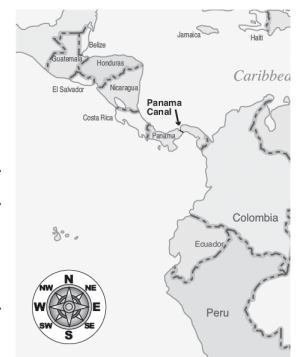 Jamaica
Haiti
Belize
Guatemala
Honduras
Caribbea
El Salvador
Nicaragua
Panama
Canal
Costa Rica
Panama
Colombia
Ecuador
Peru
N
NW
NE
W
E
SW
SE
S